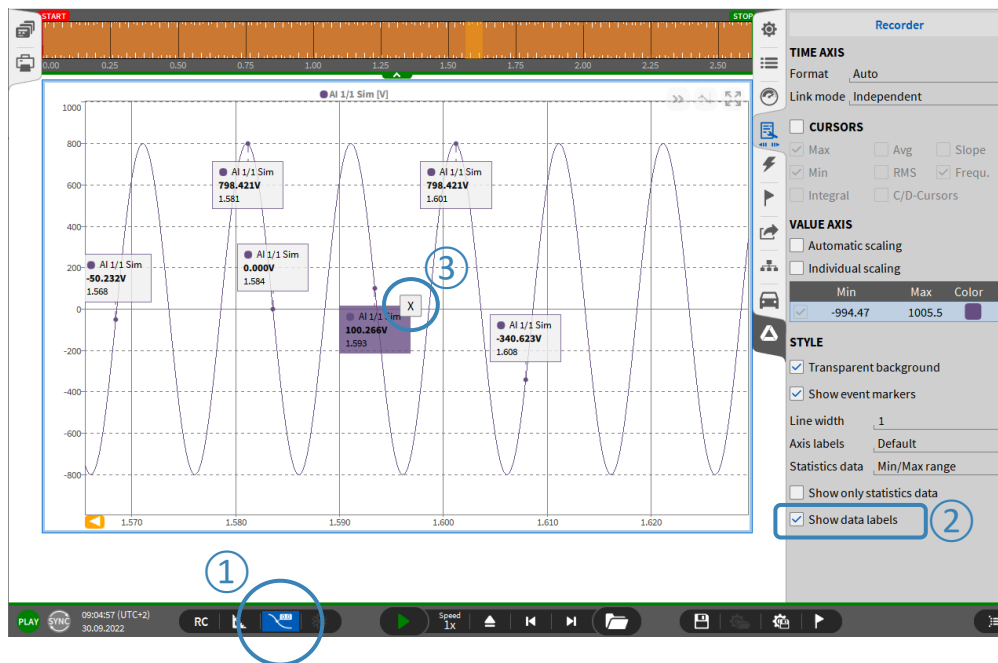 START
STOP
0.00 0.25 0.50 0.75 1.00 1.25 1.50 1.75 2.00 2.25 2.50
AI 1/1 Sim [V]
1000
800
600
400
200
0
-200
-400
-600
-800
1.570 1.580 1.590 1.600 1.610 1.620
AI 1/1 Sim
798.421V
1.581
AI 1/1 Sim
798.421V
1.601
AI 1/1 Sim
-50.232V
1.568
AI 1/1 Sim
0.000V
1.584
3
X
AI 1/1 Sim
100.266V
1.593
AI 1/1 Sim
-340.623V
1.608
Recorder
TIME AXIS
Format Auto
Link mode Independent
CURSORS
Max Avg Slope
Min RMS Frequ.
Integral C/D-Cursors
VALUE AXIS
Automatic scaling
Individual scaling
Min Max Color
-994.47 1005.5
STYLE
Transparent background
Show event markers
Line width 1
Axis labels Default
Statistics data Min/Max range
Show only statistics data
Show data labels
2
1
PLAY SYNC
09:04:57 (UTC+2)
30.09.2022
RC
0.0
Speed
1x